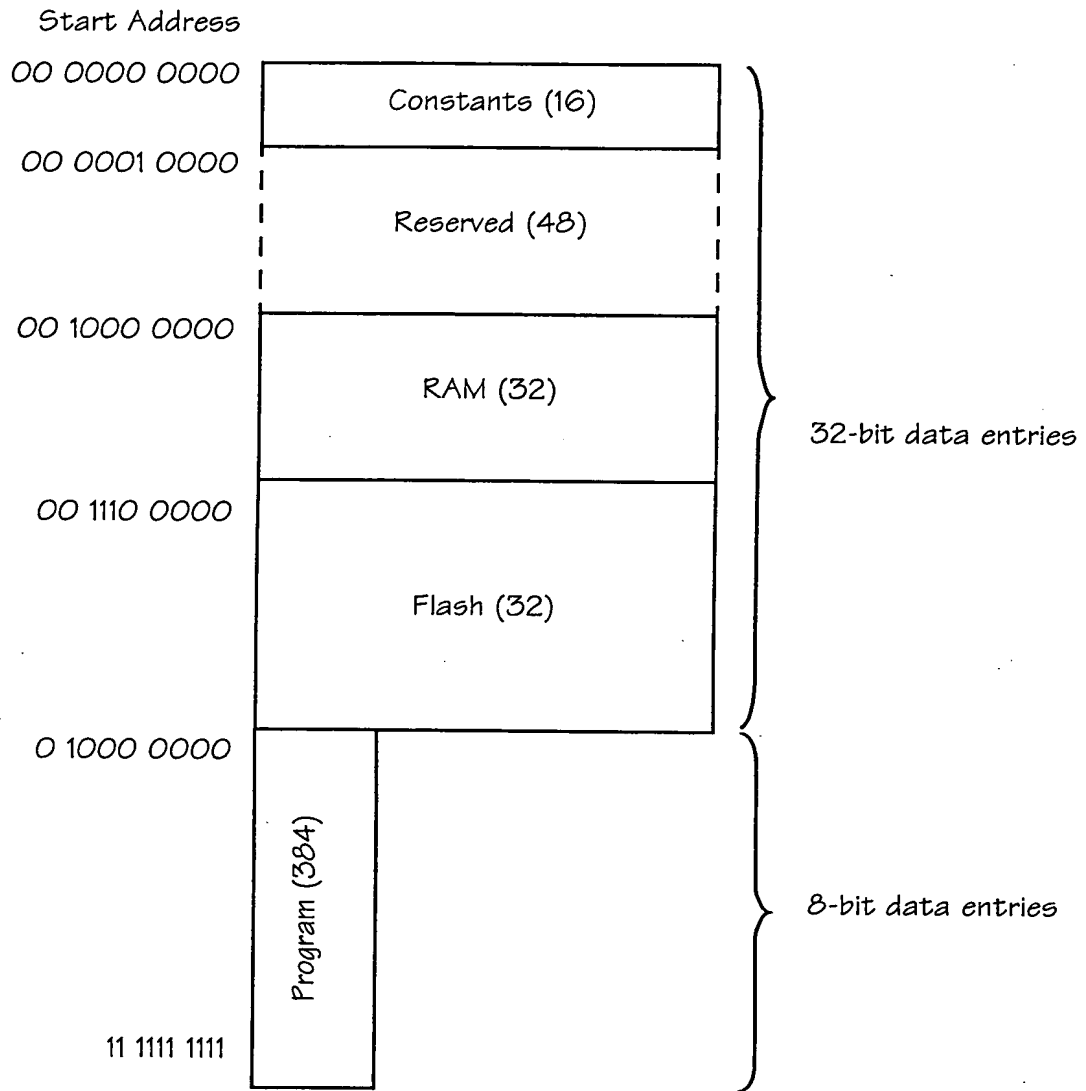 Start Address
00 0000 0000
Constants (16)
00 0001 0000
Reserved (48)
00 1000 0000
RAM (32)
32-bit data entries
00 1110 0000
Flash (32)
0 1000 0000
Program (384)
8-bit data entries
11 1111 1111